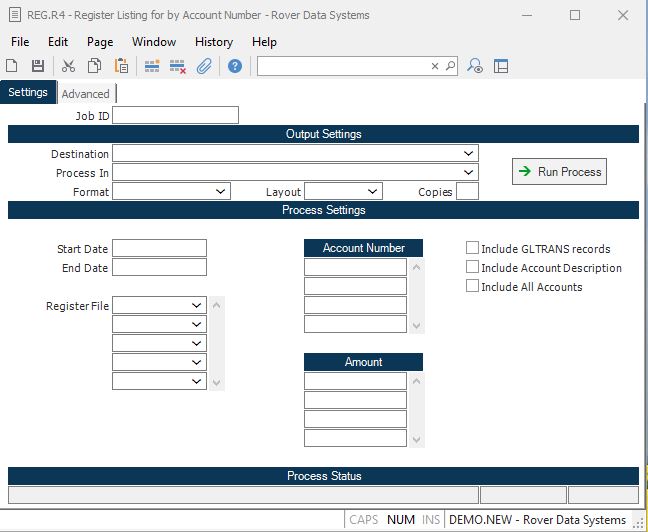 REG.R4 - Register Listing for by Account Number - Rover Data Systems
File Edit Page Window History Help
Settings Advanced
Job ID
Output Settings
Destination
Process In
Run Process
Format Layout Copies
Process Settings
Start Date
End Date
Account Number
Include GLTRANS records
Include Account Description
Include All Accounts
Register File
Amount
Process Status
CAPS NUM INS DEMO.NEW - Rover Data Systems